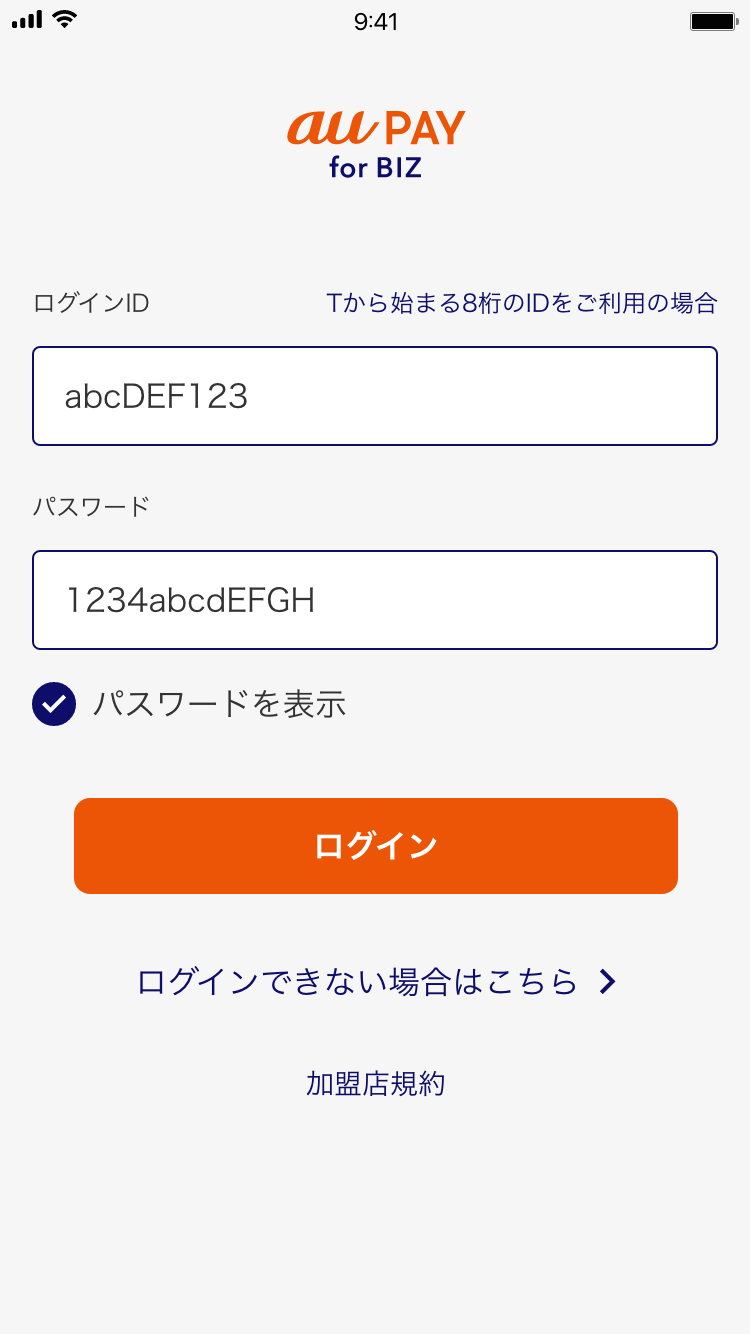 9:41
au PAY
for BIZ
ログインID
Tから始まる8桁のIDをご利用の場合
abcDEF123
パスワード
1234abcdEFGH
パスワードを表示
ログイン
ログインできない場合はこちら
加盟店規約